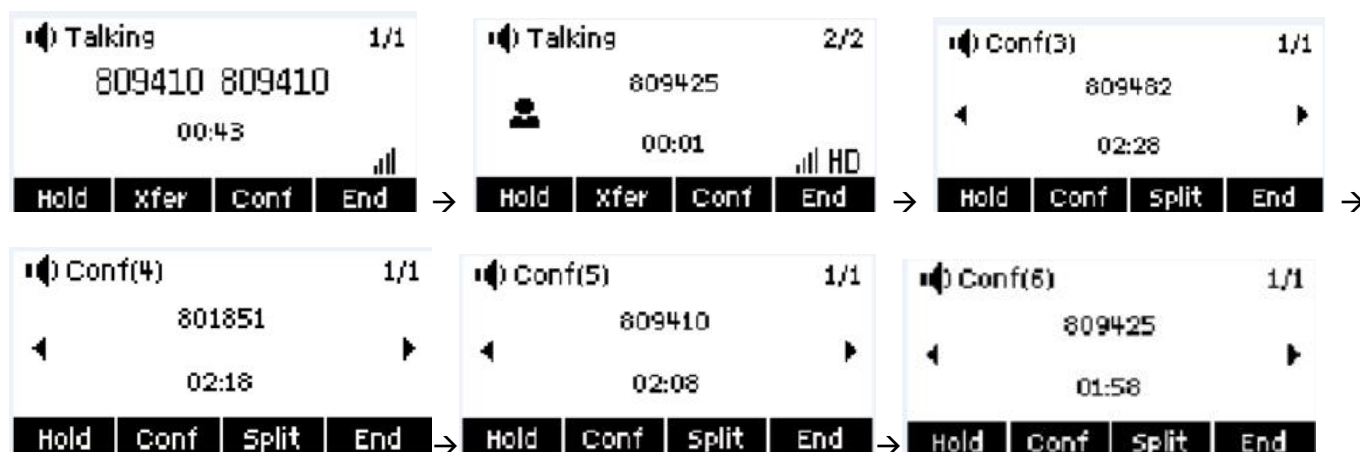 Talking 1/1
809410 809410
00:43
Hold Xfer Conf End
→
Talking 2/2
809425
00:01
HD
Hold Xfer Conf End
→
Conf(3) 1/1
809482
02:28
Hold Conf Split End
→
Conf(4) 1/1
801851
02:18
Hold Conf Split End
→
Conf(5) 1/1
809410
02:08
Hold Conf Split End
→
Conf(6) 1/1
809425
01:58
Hold Conf Split End